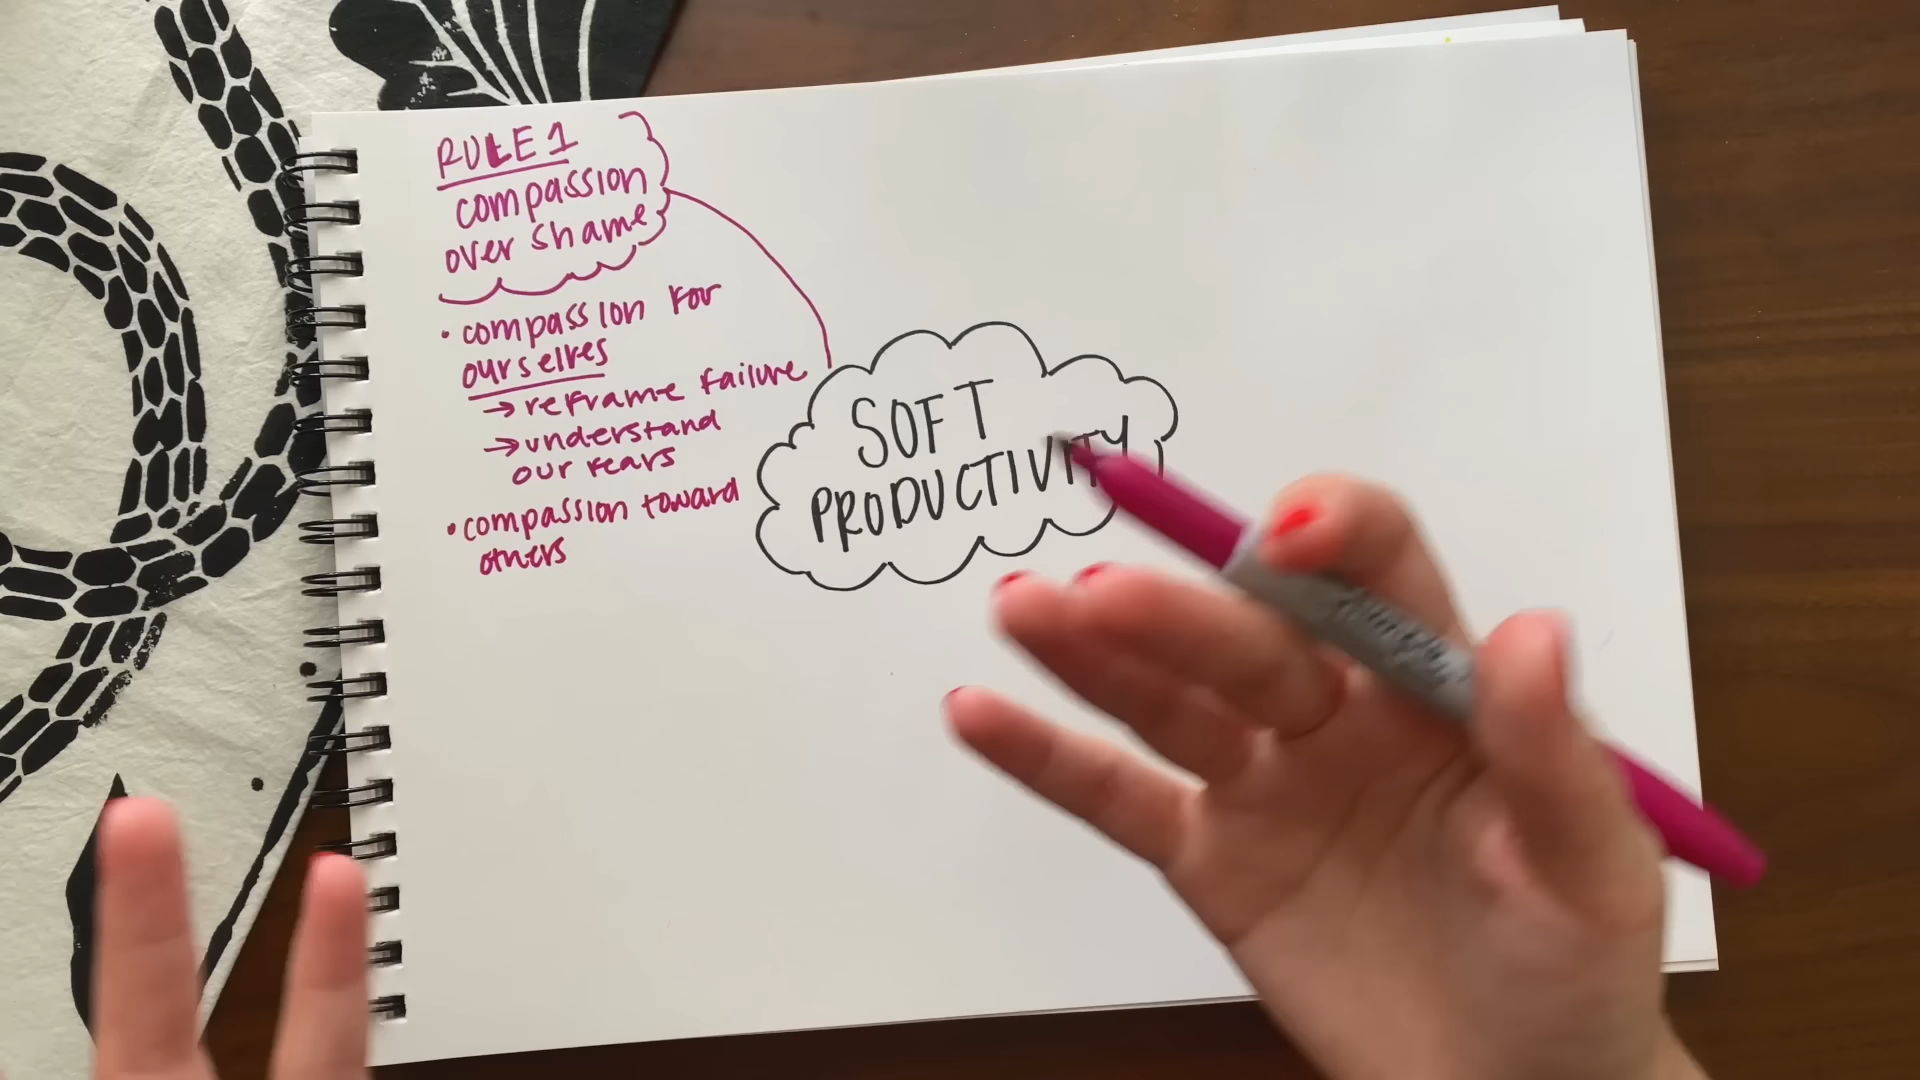 RULE 1
compassion
over shame
• compassion for
ourselves
→ reframe failure
→ understand
our fears
• compassion toward
others
SOFT
PRODUCTIVITY